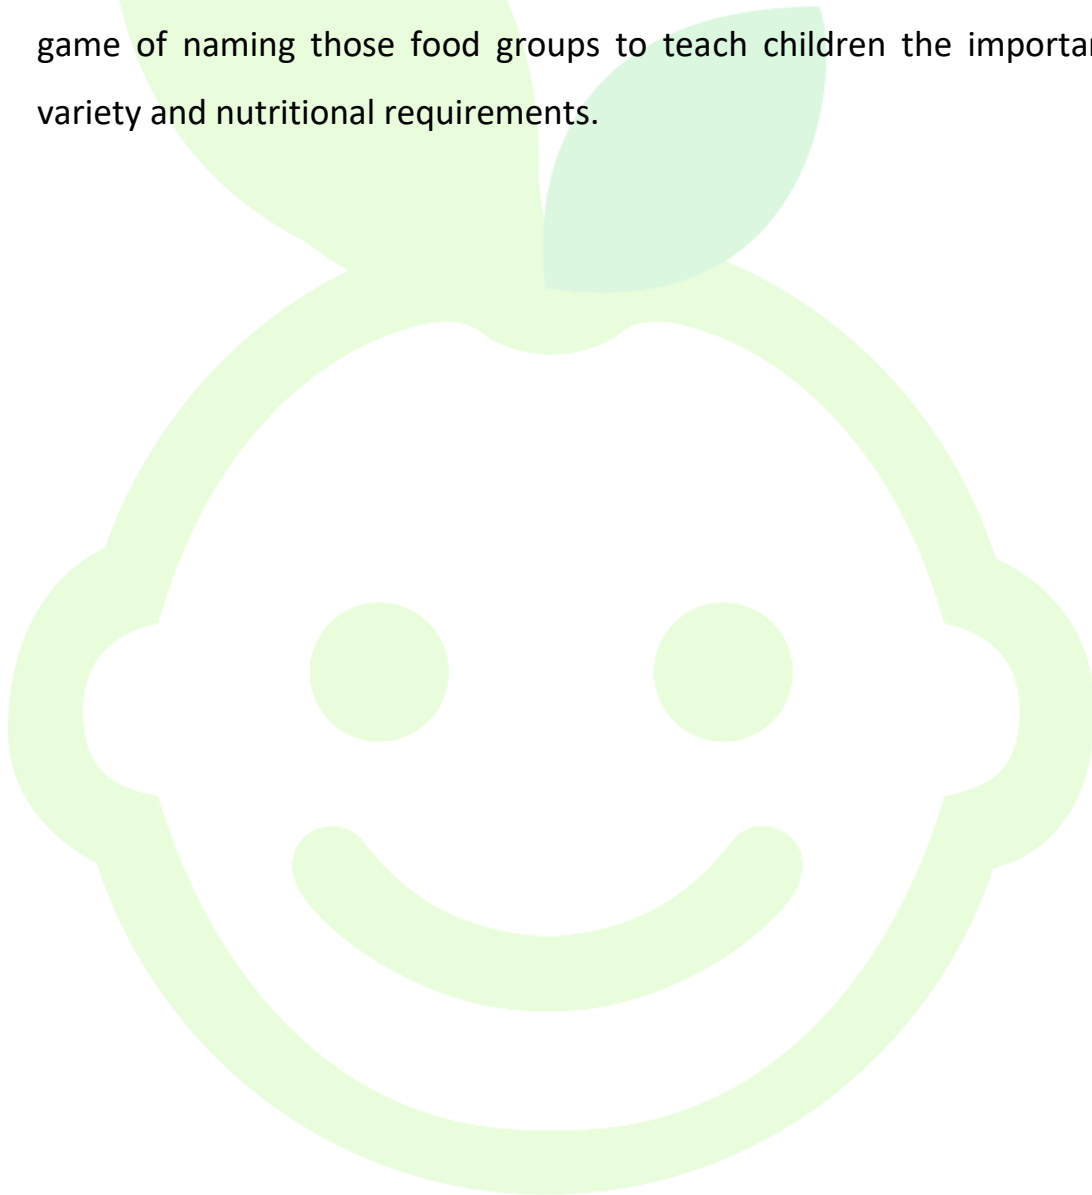 game of naming those food groups to teach children the
variety and nutritional requirements.